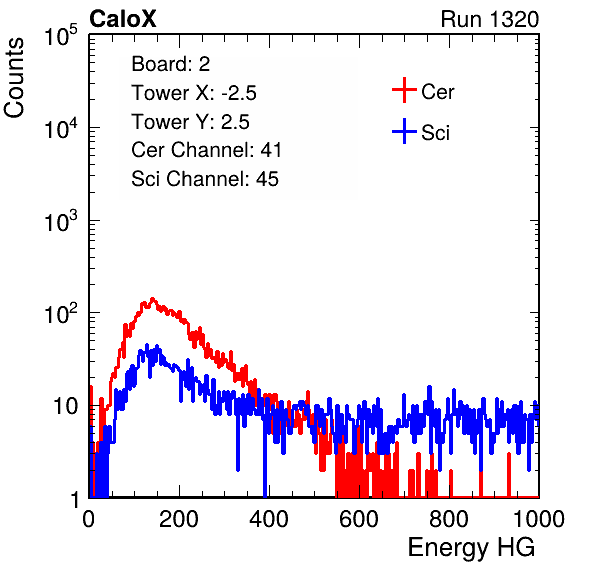 CaloX Run 1320
Counts
Board: 2
Tower X: -2.5
Tower Y: 2.5
Cer Channel: 41
Sci Channel: 45
Cer
Sci
10^5
10^4
10^3
10^2
10
1
0 200 400 600 800 1000
Energy HG